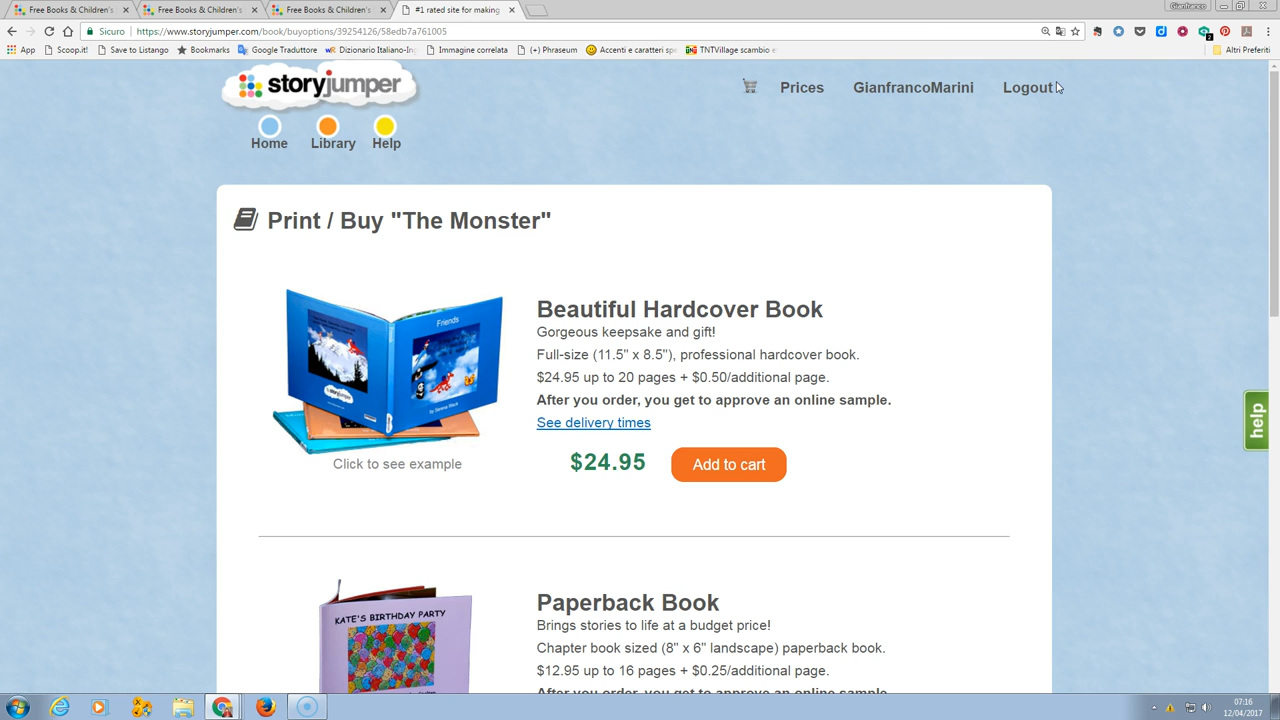 Free Books & Children's
Free Books & Children's
Free Books & Children's
#1 rated site for making
Gianfranco
Sicuro
https://www.storyjumper.com/book/buyoptions/39254126/58edb7a761005
App
Scoop.it!
Save to Listango
Bookmarks
Google Traduttore
Dizionario Italiano-Ing
Immagine correlata
(+) Phraseum
Accenti e caratteri spe
TNTVillage scambio e
Altri Preferiti
storyjumper
Prices
GianfrancoMarini
Logout
Home
Library
Help
Print / Buy "The Monster"
Friends
Click to see example
Beautiful Hardcover Book
Gorgeous keepsake and gift!
Full-size (11.5" x 8.5"), professional hardcover book.
$24.95 up to 20 pages + $0.50/additional page.
After you order, you get to approve an online sample.
See delivery times
$24.95
Add to cart
help
KATE'S BIRTHDAY PARTY
Paperback Book
Brings stories to life at a budget price!
Chapter book sized (8" x 6" landscape) paperback book.
$12.95 up to 16 pages + $0.25/additional page.
After you order, you get to approve an online sample.
07:16
12/04/2017